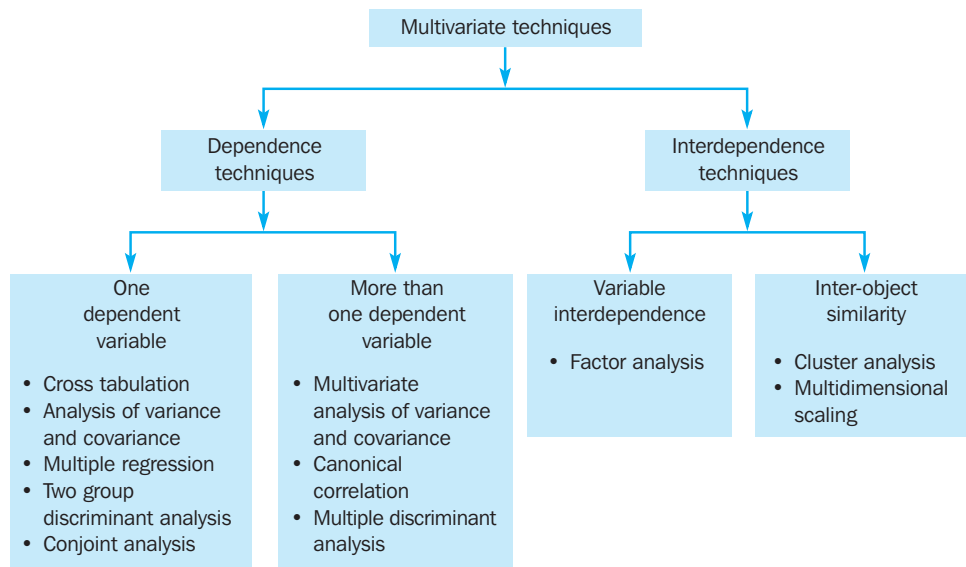 Multivariate techniques
Dependence
techniques
Interdependence
techniques
One
dependent
variable
• Cross tabulation
• Analysis of variance
and covariance
• Multiple regression
• Two group
discriminant analysis
• Conjoint analysis
More than
one dependent
variable
• Multivariate
analysis of variance
and covariance
• Canonical
correlation
• Multiple discriminant
analysis
Variable
interdependence
• Factor analysis
Inter-object
similarity
• Cluster analysis
• Multidimensional
scaling